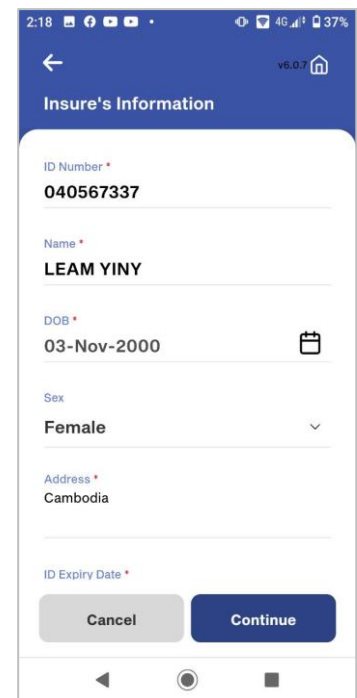 2:18 4G 37%
v6.0.7
Insure's Information
ID Number *
040567337
Name *
LEAM YINY
DOB *
03-Nov-2000
Sex
Female
Address *
Cambodia
ID Expiry Date *
Cancel Continue